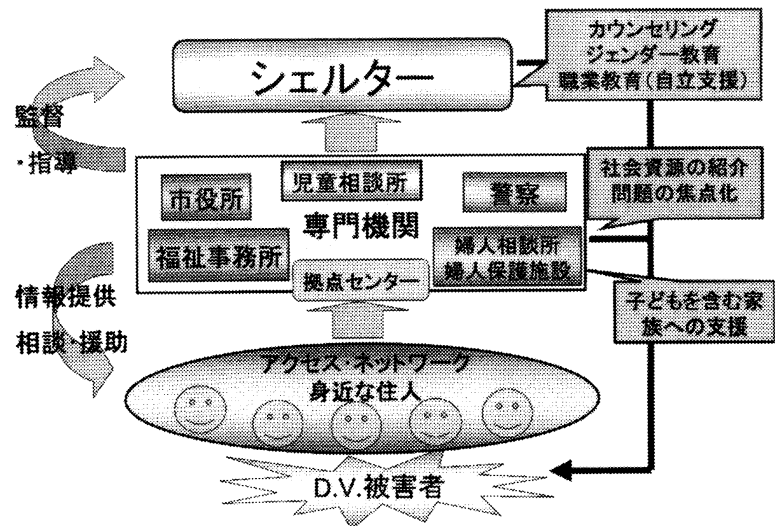 カウンセリング
ジェンダー教育
職業教育(自立支援)
シェルター
監督
・指導
社会資源の紹介
問題の焦点化
市役所
児童相談所
警察
専門機関
福祉事務所
婦人相談所
婦人保護施設
拠点センター
情報提供
相談・援助
子どもを含む家
族への支援
アクセス・ネットワーク
身近な住人
D.V.被害者